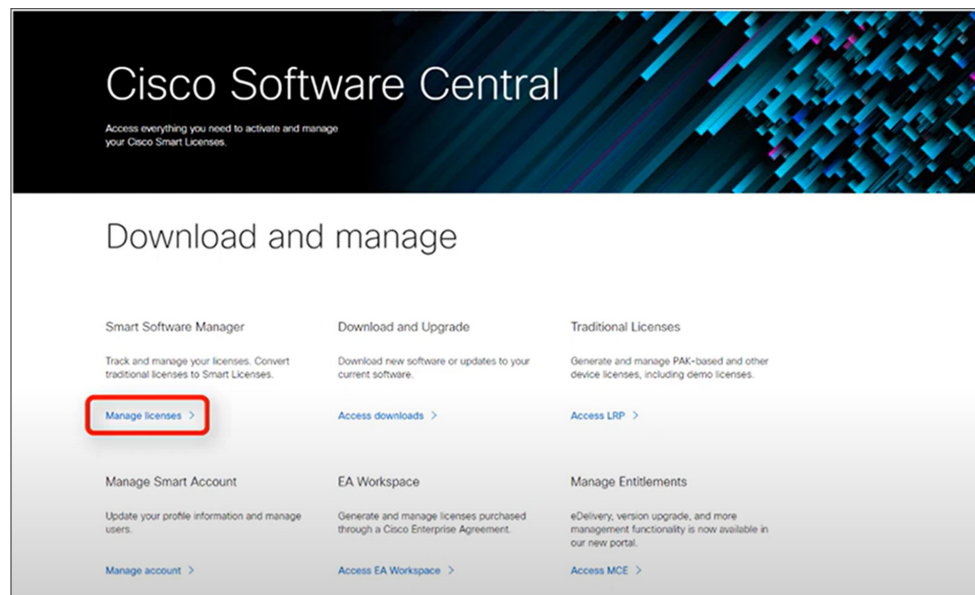 Cisco Software Central
Access everything you need to activate and manage
your Cisco Smart Licenses.
Download and manage
Smart Software Manager
Track and manage your licenses. Convert
traditional licenses to Smart Licenses.
Manage licenses >
Download and Upgrade
Download new software or updates to your
current software.
Access downloads >
Traditional Licenses
Generate and manage PAK-based and other
device licenses, including demo licenses.
Access LRP >
Manage Smart Account
Update your profile information and manage
users.
Manage account >
EA Workspace
Generate and manage licenses purchased
through a Cisco Enterprise Agreement.
Access EA Workspace >
Manage Entitlements
eDelivery, version upgrade, and more
management functionality is now available in
our new portal.
Access MCE >